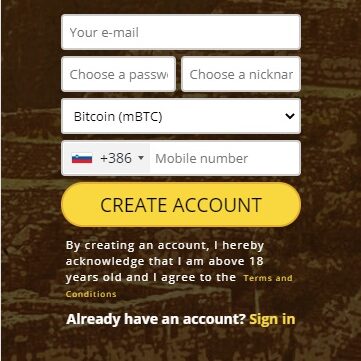 Your e-mail
Choose a passw
Choose a nicknar
Bitcoin (mBTC)
+386 Mobile number
CREATE ACCOUNT
By creating an account, I hereby
acknowledge that I am above 18
years old and I agree to the Terms and
Conditions
Already have an account? Sign in